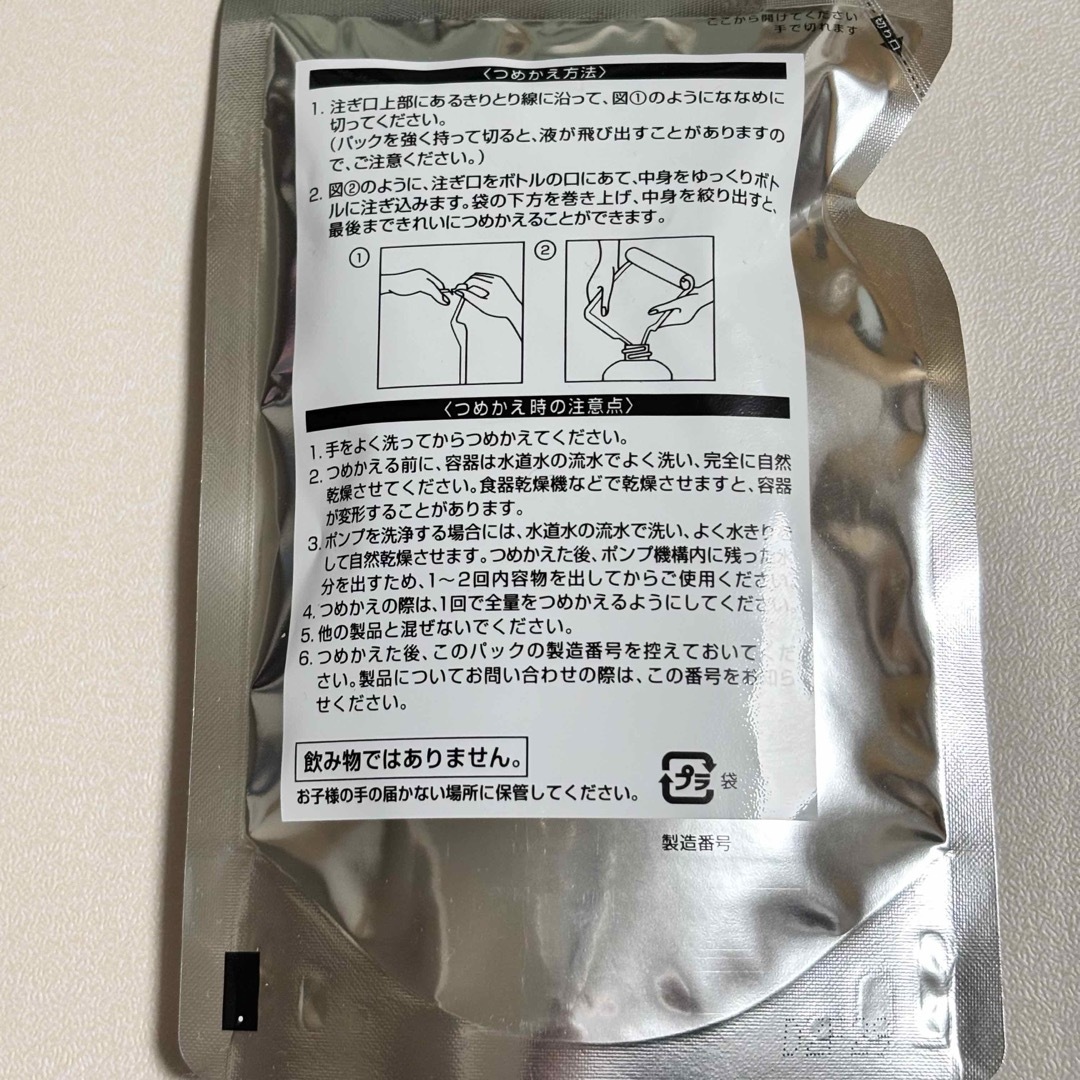 ここから開けてください
手で切れます
切り口
〈つめかえ方法〉
1. 注ぎ口上部にあるきりとり線に沿って、図①のようにななめに
切ってください。
（パックを強く持って切ると、液が飛び出すことがありますの
で、ご注意ください。）
2. 図②のように、注ぎ口をボトルの口にあて、中身をゆっくりボト
ルに注ぎ込みます。袋の下方を巻き上げ、中身を絞り出すと、
最後まできれいにつめかえることができます。
① ②
〈つめかえ時の注意点〉
1. 手をよく洗ってからつめかえてください。
2. つめかえる前に、容器は水道水の流水でよく洗い、完全に自然
乾燥させてください。食器乾燥機などで乾燥させますと、容器
が変形することがあります。
3. ポンプを洗浄する場合には、水道水の流水で洗い、よく水きりを
して自然乾燥させます。つめかえた後、ポンプ機構内に残った水
分を出すため、1〜2回内容物を出してからご使用ください。
4. つめかえの際は、1回で全量をつめかえるようにしてください。
5. 他の製品と混ぜないでください。
6. つめかえた後、このパックの製造番号を控えておいてくだ
さい。製品についてお問い合わせの際は、この番号をお知ら
せください。
飲み物ではありません。
プラ 袋
お子様の手の届かない場所に保管してください。
製造番号